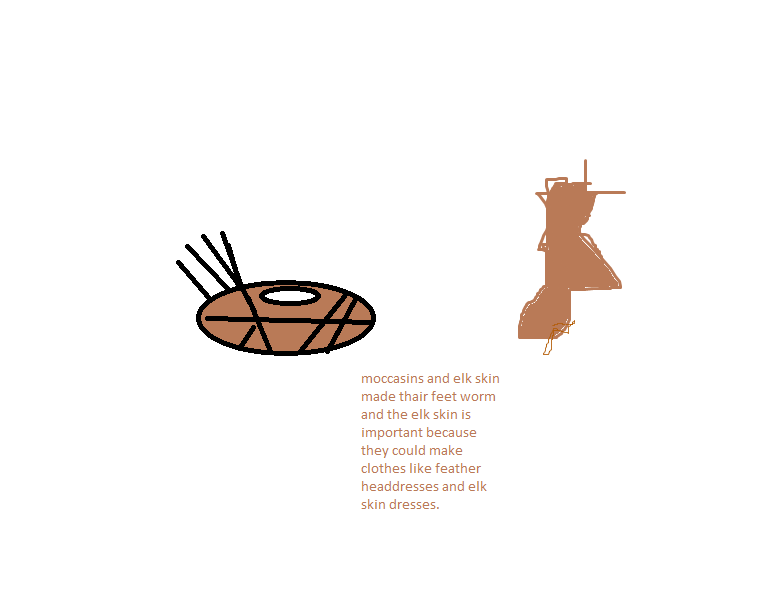 moccasins and elk skin
made thair feet worm
and the elk skin is
important because
they could make
clothes like feather
headdresses and elk
skin dresses.